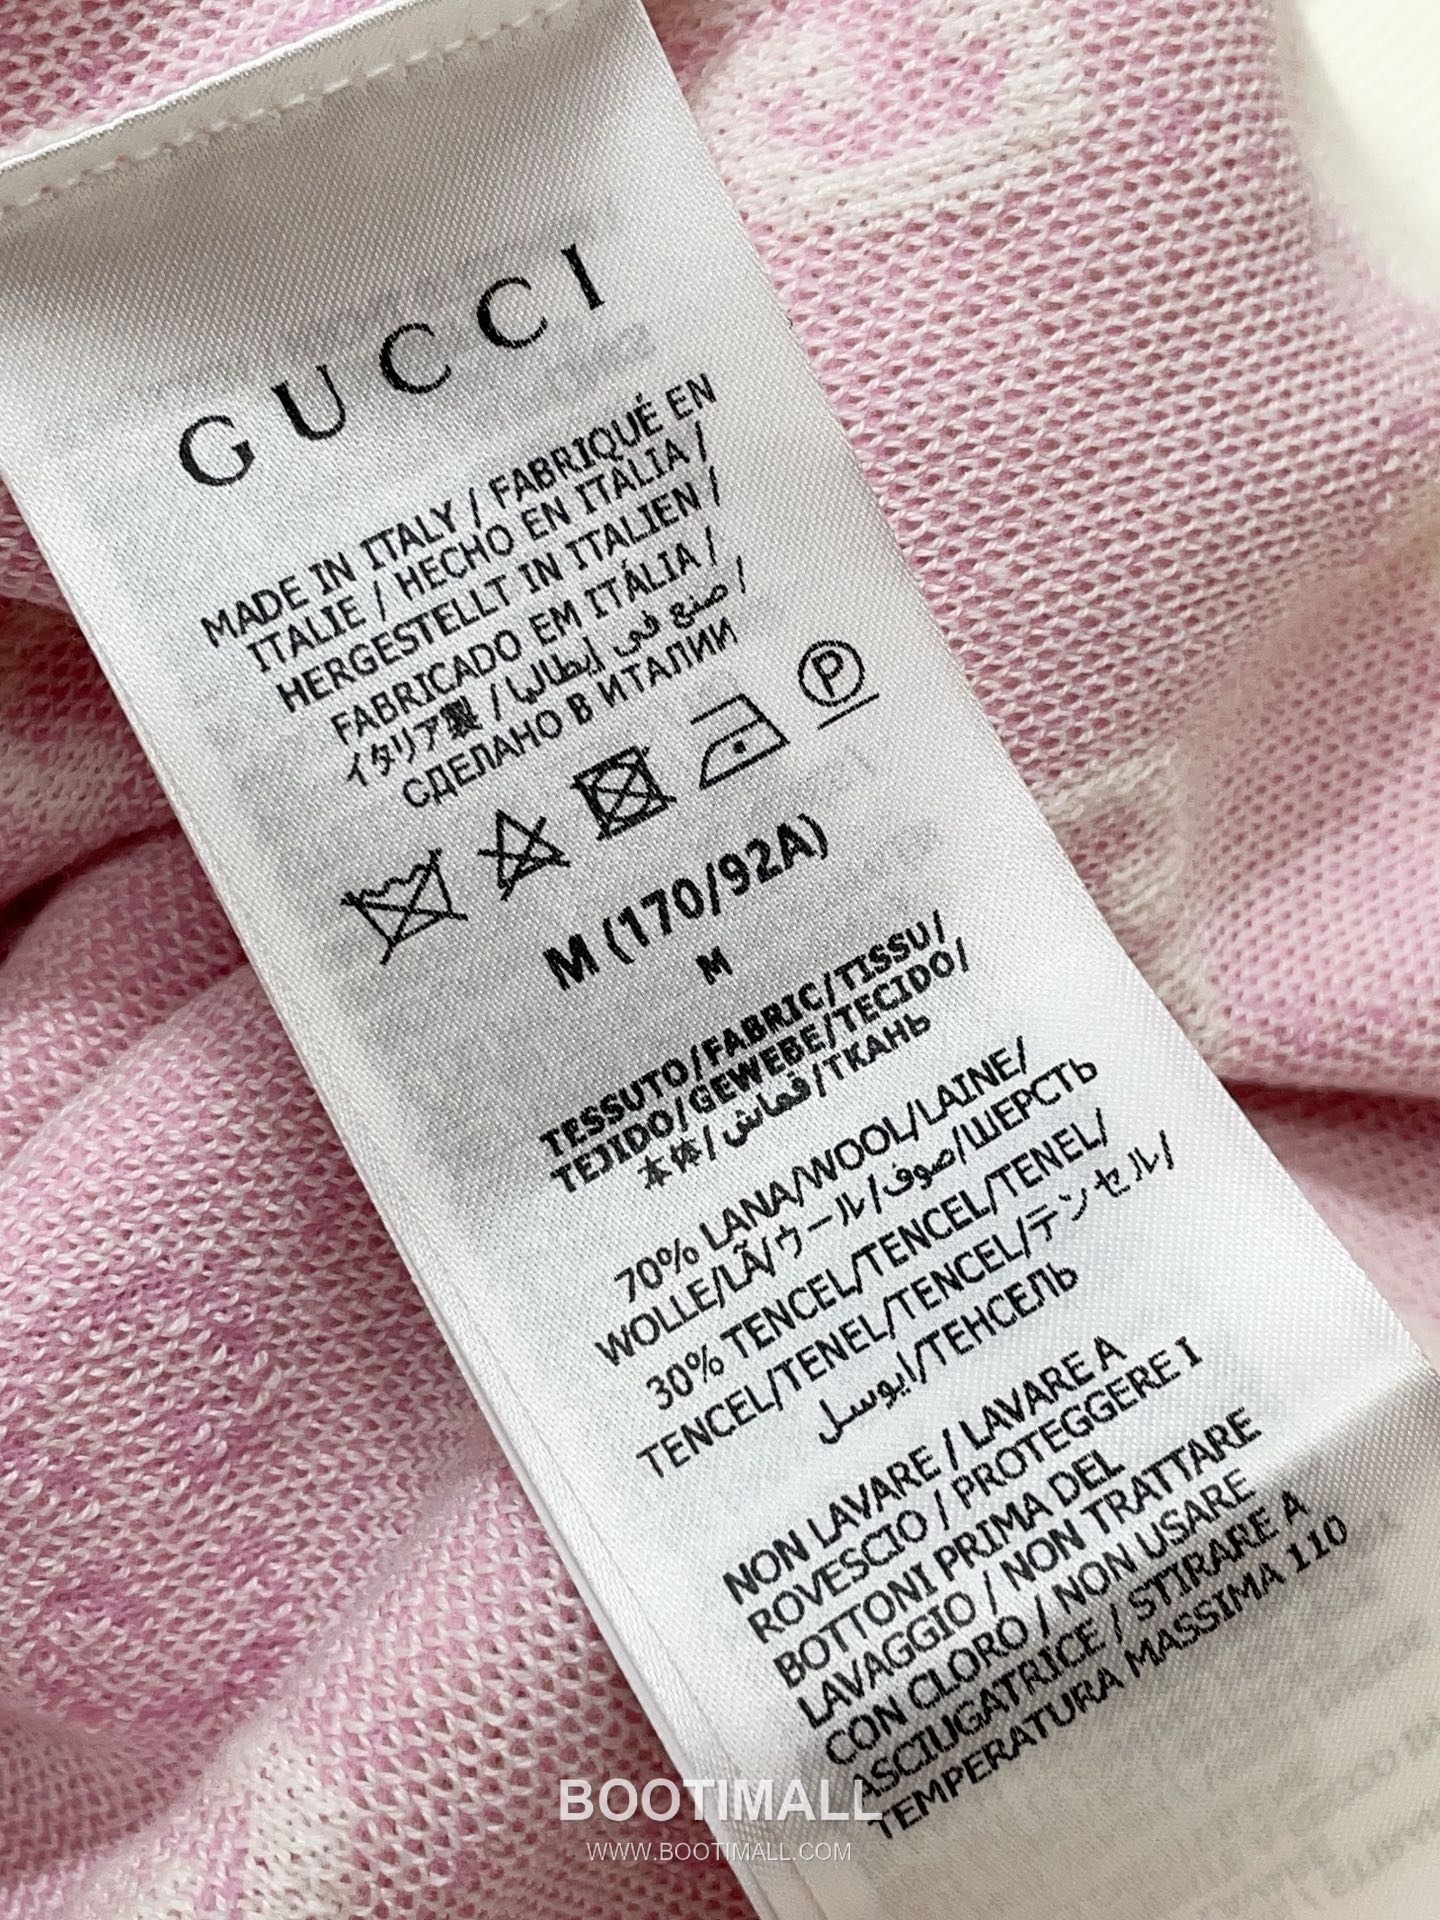 GUCCI
MADE IN ITALY / FABRIQUÉ EN
ITALIE / HECHO EN ITALIA /
HERGESTELLT IN ITALIEN /
FABRICADO EM ITÁLIA /
イタリア製 / صنع في إيطاليا /
СДЕЛАНО В ИТАЛИИ
P
M (170/92A)
M
TESSUTO/FABRIC/TISSU/
TEJIDO/GEWEBE/TECIDO/
本体/قماش/ТКАНЬ
70% LANA/WOOL/LAINE/
WOLLE/LÃ/ウール/صوف/ШЕРСТЬ
30% TENCEL/TENCEL/TENEL/
TENCEL/TENEL/TENCEL/テンセル/
ايوسل/ТЕНСЕЛЬ
NON LAVARE / LAVARE A
ROVESCIO / PROTEGGERE I
BOTTONI PRIMA DEL
LAVAGGIO / NON TRATTARE
CON CLORO / NON USARE
ASCIUGATRICE / STIRARE A
TEMPERATURA MASSIMA 110
BOOTIMALL
WWW.BOOTIMALL.COM